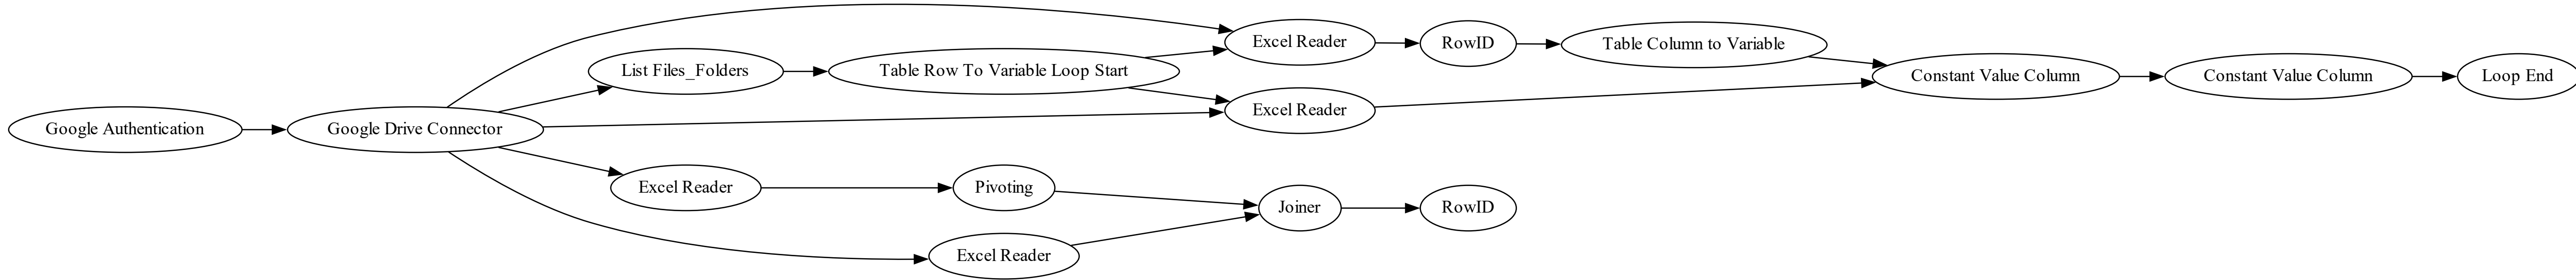 Google Authentication
Google Drive Connector
List Files_Folders
Table Row To Variable Loop Start
Excel Reader
RowID
Table Column to Variable
Excel Reader
Constant Value Column
Constant Value Column
Loop End
Excel Reader
Pivoting
Excel Reader
Joiner
RowID